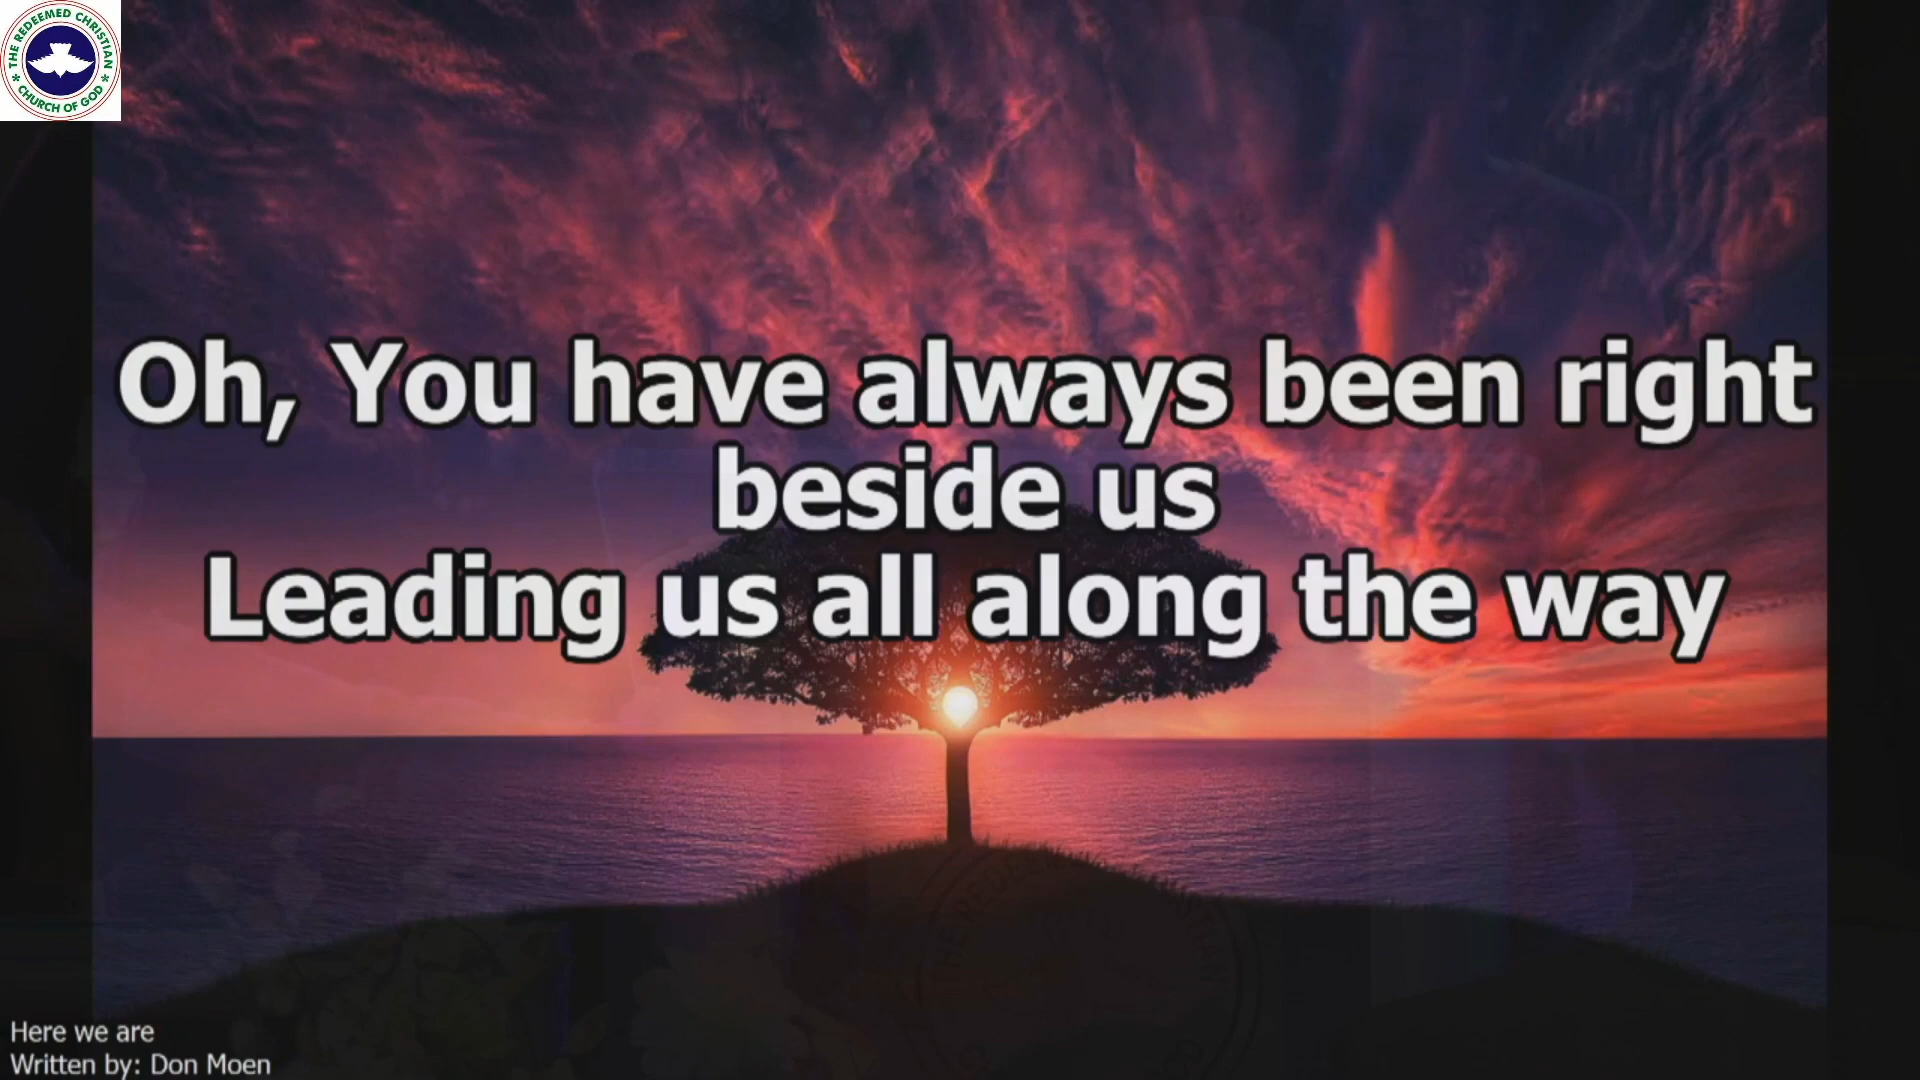 THE REDEEMED CHRISTIAN
CHURCH OF GOD
Oh, You have always been right
beside us
Leading us all along the way
Here we are
Written by: Don Moen